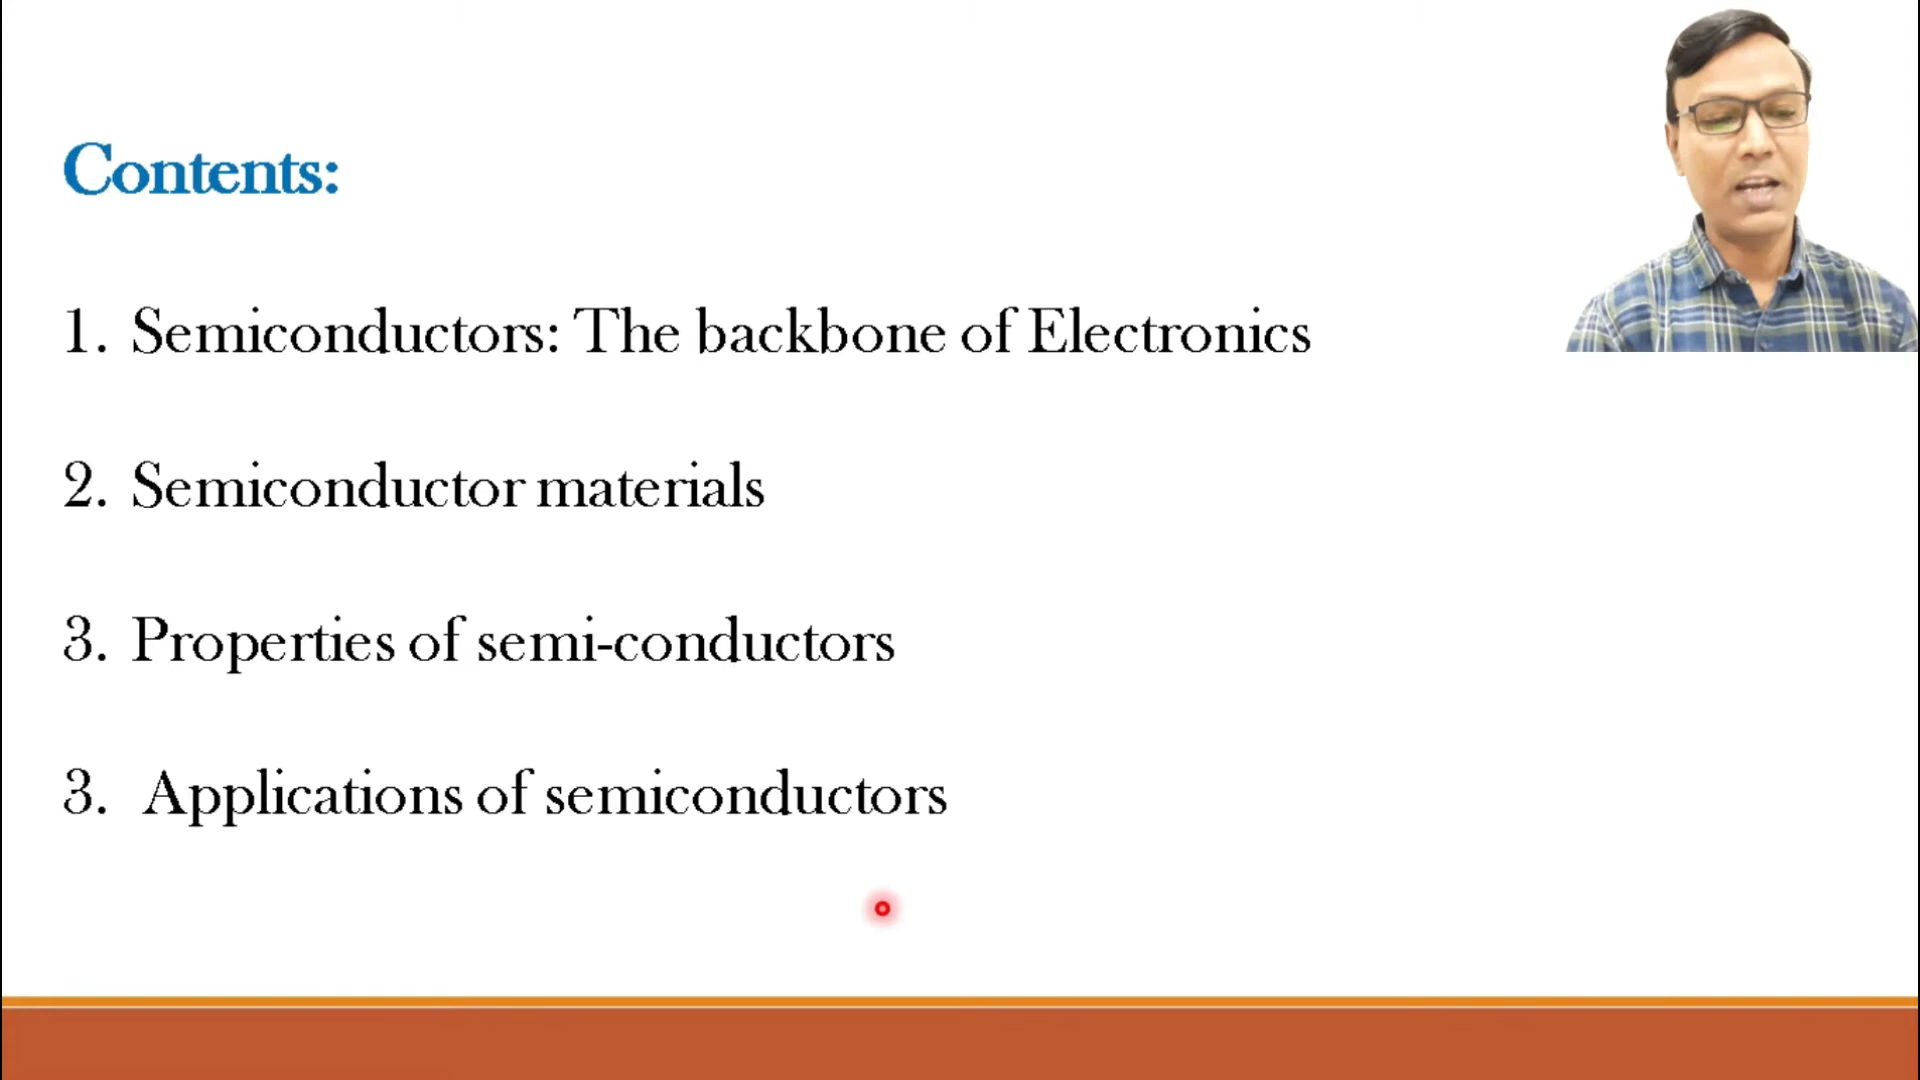 Contents:
1. Semiconductors: The backbone of Electronics
2. Semiconductor materials
3. Properties of semi-conductors
3. Applications of semiconductors